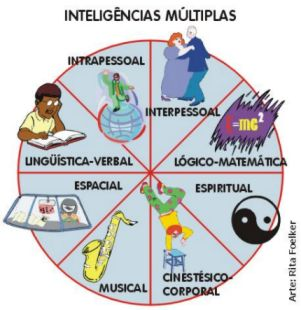 INTELIGÊNCIAS MÚLTIPLAS
INTRAPESSOAL
INTERPESSOAL
E=mc²
LINGÜÍSTICA-VERBAL
LÓGICO-MATEMÁTICA
ESPACIAL
ESPIRITUAL
MUSICAL
CINESTÉSICO-
CORPORAL
Arte: Rita Foelker